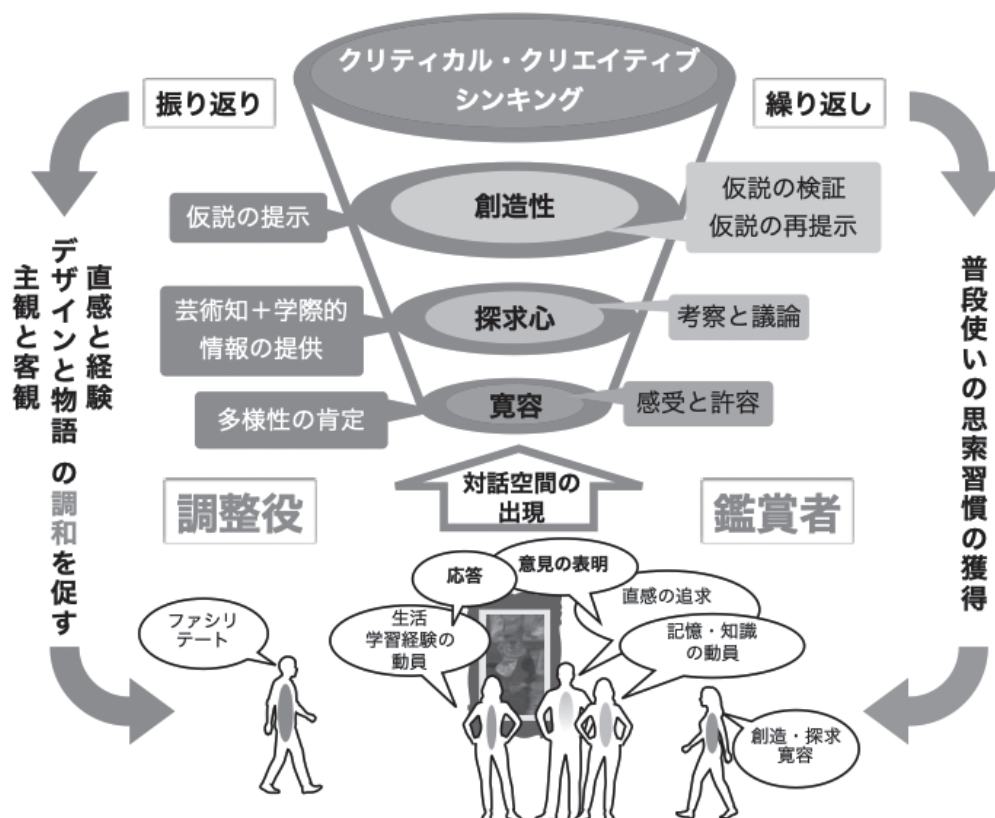 クリティカル・クリエイティブ
シンキング
振り返り
繰り返し
創造性
仮説の提示
仮説の検証
仮説の再提示
探求心
芸術知＋学際的
情報の提供
考察と議論
寛容
多様性の肯定
感受と許容
直感と経験
デザインと物語 の調和を促す
主観と客観
普段使いの思索習慣の獲得
対話空間の
出現
調整役
鑑賞者
ファシリ
テート
生活
学習経験の
動員
応答
意見の表明
直感の追求
記憶・知識
の動員
創造・探求
寛容